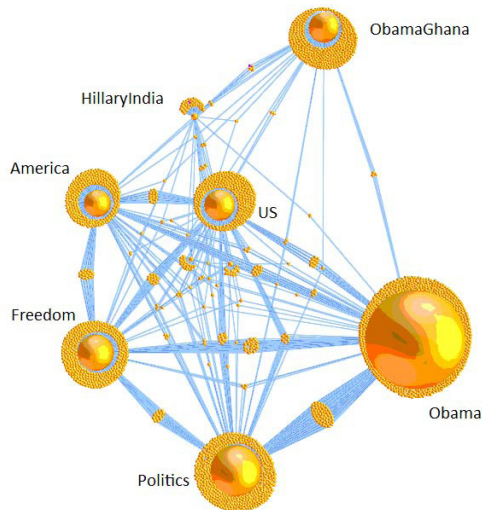 ObamaGhana
HillaryIndia
America
US
Freedom
Obama
Politics